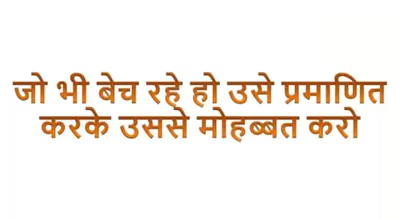 जो भी बेच रहे हो उसे प्रमाणित
करके उससे मोहब्बत करो